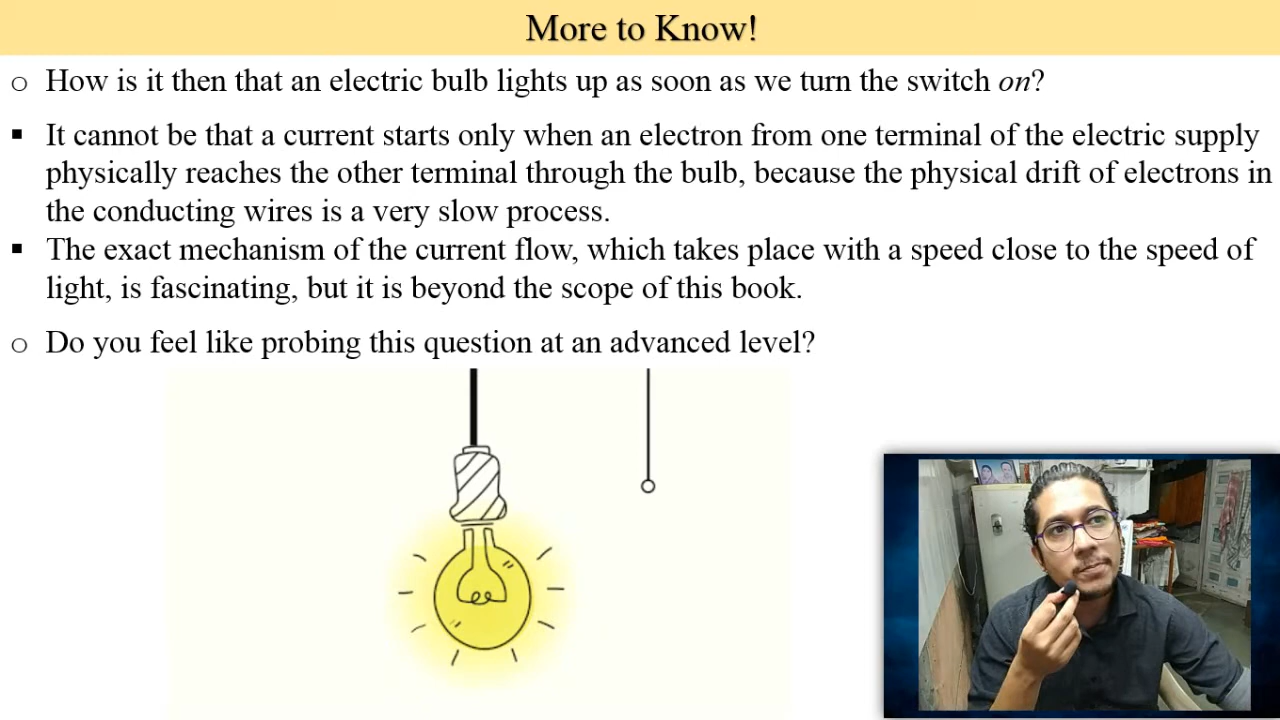 More to Know!
o How is it then that an electric bulb lights up as soon as we turn the switch on?
▪ It cannot be that a current starts only when an electron from one terminal of the electric supply
physically reaches the other terminal through the bulb, because the physical drift of electrons in
the conducting wires is a very slow process.
▪ The exact mechanism of the current flow, which takes place with a speed close to the speed of
light, is fascinating, but it is beyond the scope of this book.
o Do you feel like probing this question at an advanced level?